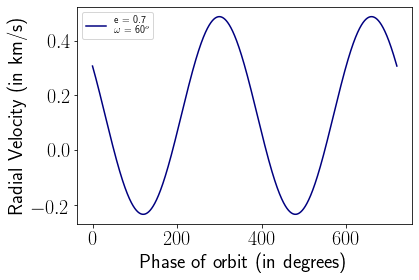 e = 0.7
ω = 60°
Radial Velocity (in km/s)
0.4
0.2
0.0
−0.2
0 200 400 600
Phase of orbit (in degrees)